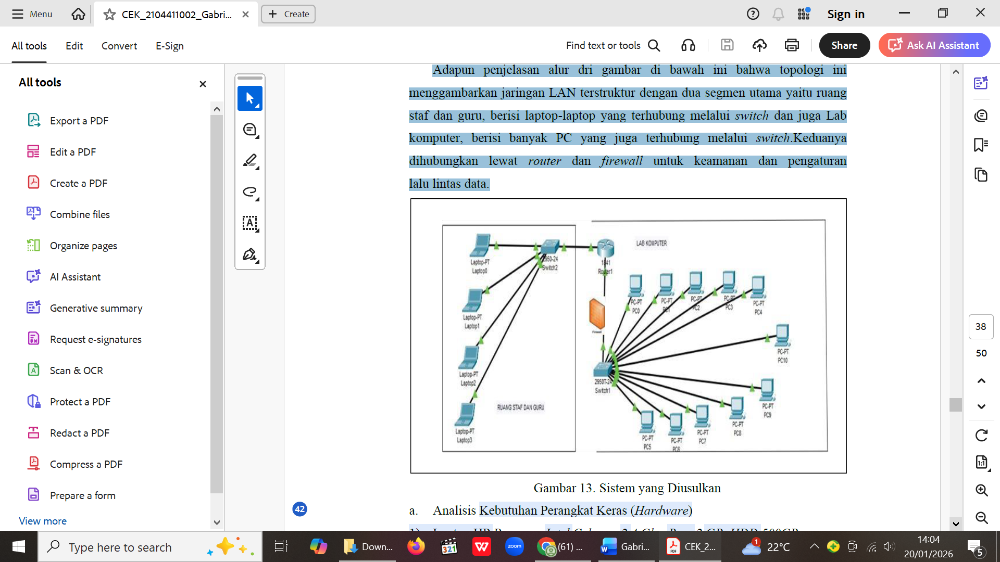 Menu
CEK_2104411002_Gabri...
Create
Sign in
All tools
Edit
Convert
E-Sign
Find text or tools
Share
Ask AI Assistant
All tools
Export a PDF
Edit a PDF
Create a PDF
Combine files
Organize pages
AI Assistant
Generative summary
Request e-signatures
Scan & OCR
Protect a PDF
Redact a PDF
Compress a PDF
Prepare a form
View more
Adapun penjelasan alur dri gambar di bawah ini bahwa topologi ini
menggambarkan jaringan LAN terstruktur dengan dua segmen utama yaitu ruang
staf dan guru, berisi laptop-laptop yang terhubung melalui switch dan juga Lab
komputer, berisi banyak PC yang juga terhubung melalui switch.Keduanya
dihubungkan lewat router dan firewall untuk keamanan dan pengaturan
lalu lintas data.
LAB KOMPUTER
Laptop-PT
Laptop0
2950-24
Switch2
1841
Router1
Laptop-PT
Laptop1
Laptop-PT
Laptop2
Laptop-PT
Laptop3
RUANG STAF DAN GURU
Firewall
2950T-24
Switch1
PC-PT
PC0
PC-PT
PC1
PC-PT
PC2
PC-PT
PC3
PC-PT
PC4
PC-PT
PC10
PC-PT
PC9
PC-PT
PC8
PC-PT
PC7
PC-PT
PC6
PC-PT
PC5
Gambar 13. Sistem yang Diusulkan
42
a. Analisis Kebutuhan Perangkat Keras (Hardware)
38
50
1:1
Type here to search
321
Down...
zoom
(61) ...
Gabri...
CEK_2...
1
22°C
14:04
20/01/2026
5